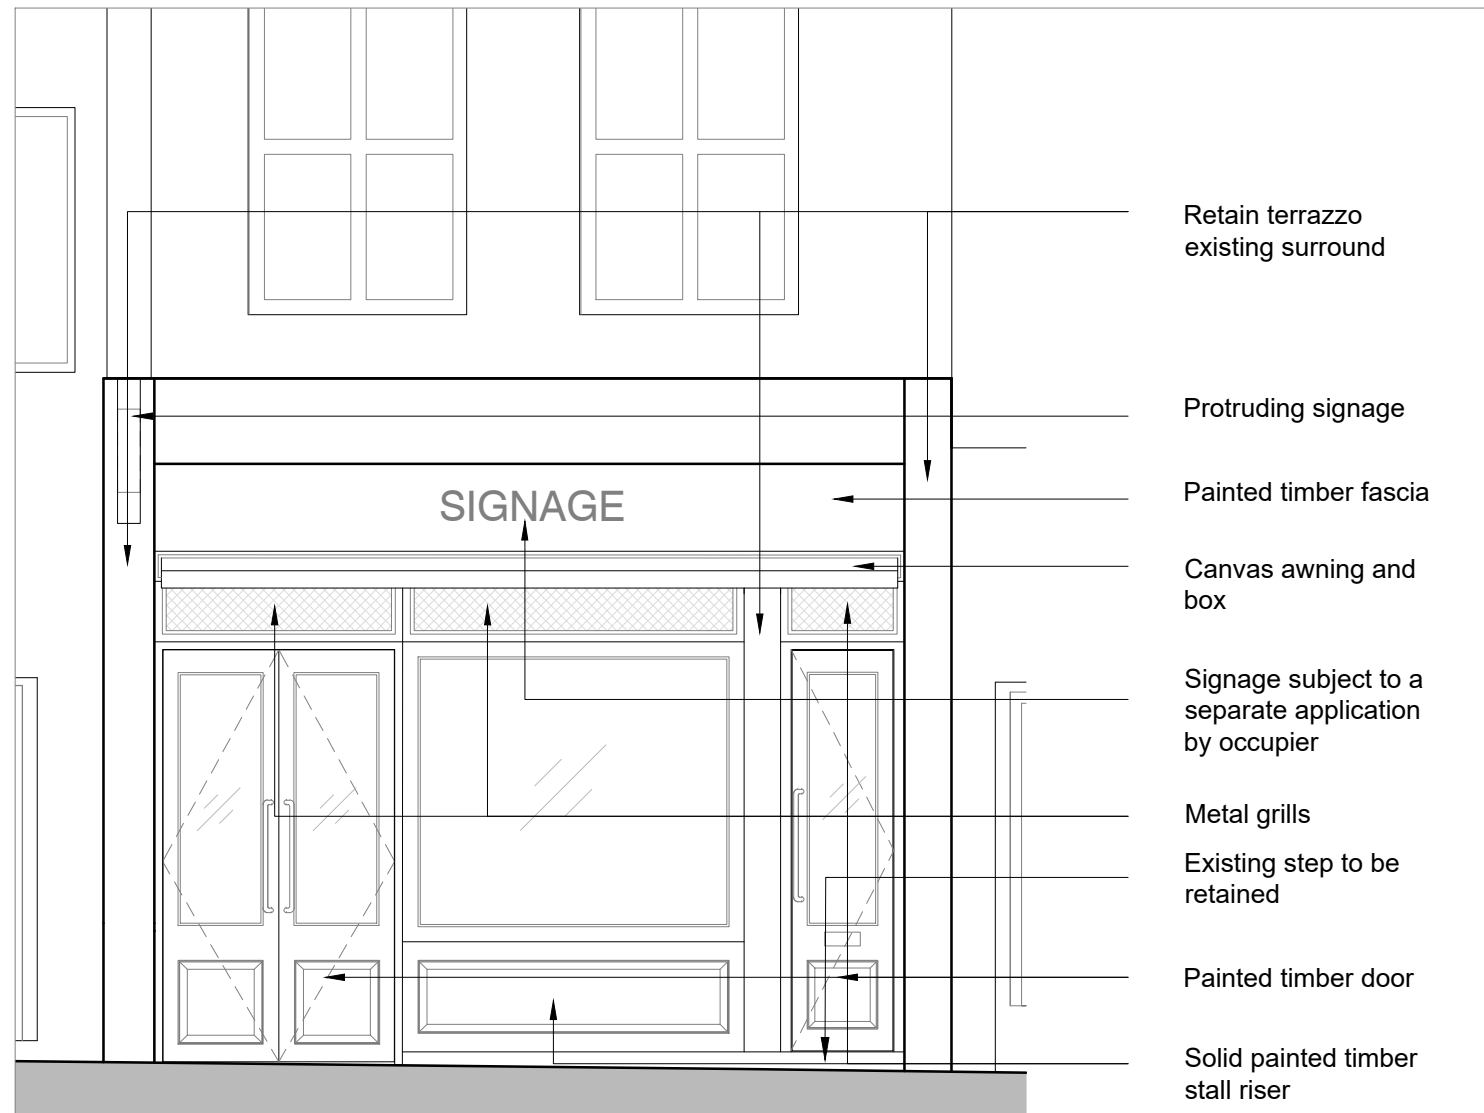 Retain terrazzo
existing surround
Protruding signage
Painted timber fascia
SIGNAGE
Canvas awning and
box
Signage subject to a
separate application
by occupier
Metal grills
Existing step to be
retained
Painted timber door
Solid painted timber
stall riser